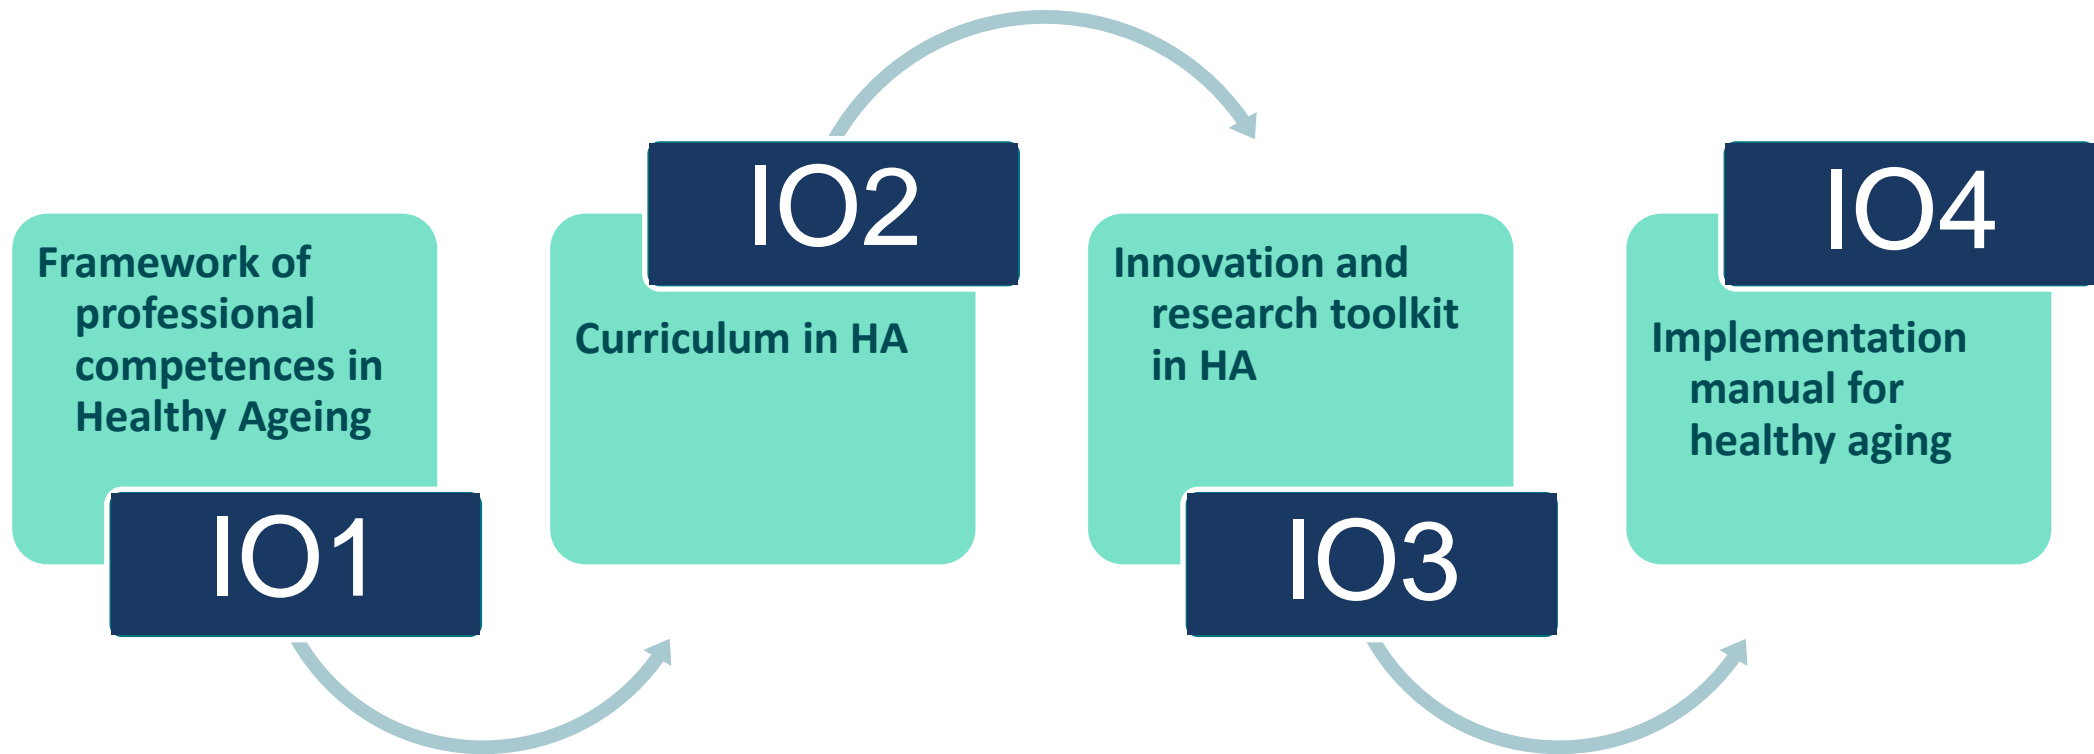 Framework of
professional
competences in
Healthy Ageing
IO1
IO2
Curriculum in HA
Innovation and
research toolkit
in HA
IO3
IO4
Implementation
manual for
healthy aging